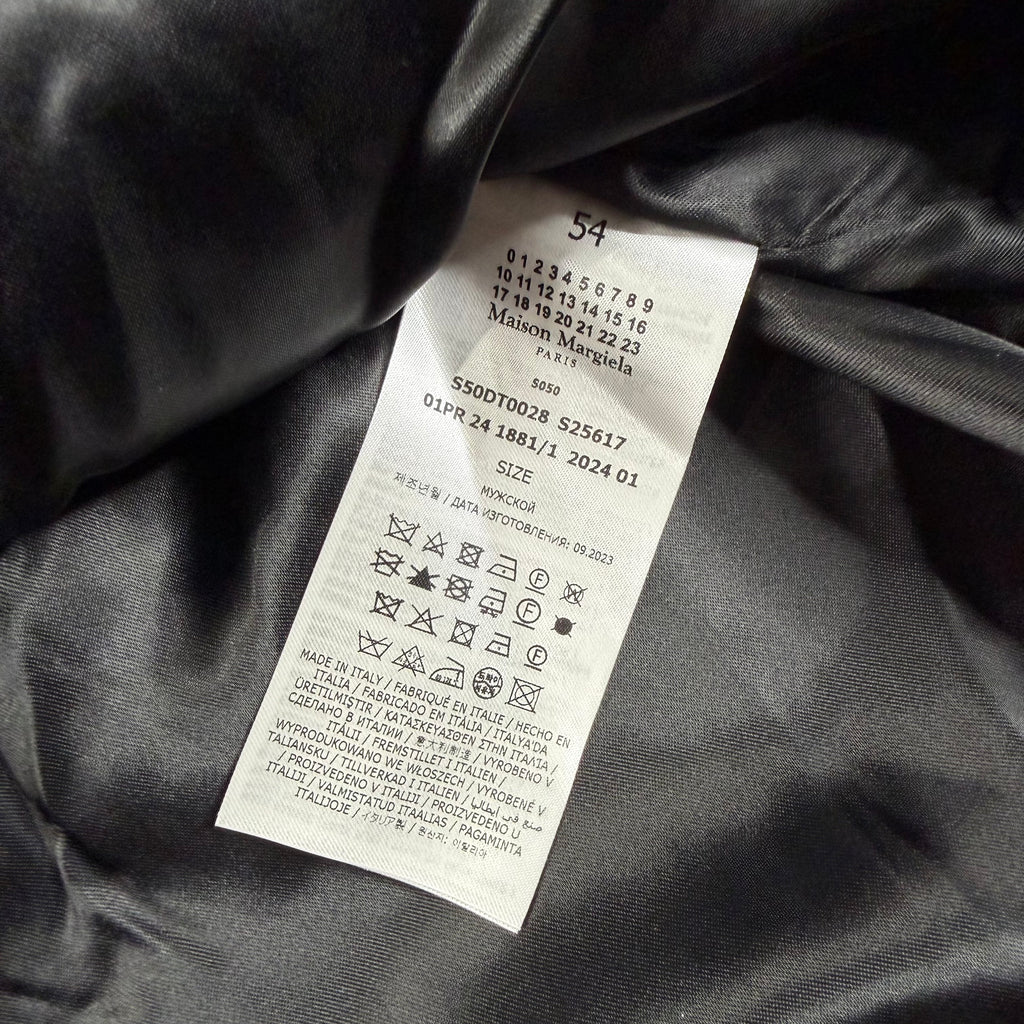 54
0 1 2 3 4 5 6 7 8 9
10 11 12 13 14 15 16
17 18 19 20 21 22 23
Maison Margiela
PARIS
S050
S50DT0028 S25617
01PR 24 1881/1 2024 01
SIZE
МУЖСКОЙ
제조년월 / ДАТА ИЗГОТОВЛЕНИЯ: 09.2023
MADE IN ITALY / FABRIQUÉ EN ITALIE / HECHO EN
ITALIA / FABRICADO EM ITÁLIA / ITALYA'DA
ÜRETILMIŞTIR / ΚΑΤΑΣΚΕΥΑΣΘΕΝ ΣΤΗΝ ΙΤΑΛΙΑ /
СДЕЛАНО В ИТАЛИИ / 意大利制造 / VYROBENO V
ITÁLII / FREMSTILLET I ITALIEN /
WYPRODUKOWANO WE WŁOSZECH / VYROBENÉ V
TALIANSKU / TILLVERKAD I ITALIEN / صنع في إيطاليا
/ PROIZVEDENO V ITALIJI / PROIZVEDENO U
ITALIJI / VALMISTATUD ITAALIAS / PAGAMINTA
ITALIJOJE / イタリア製 / 원산지: 이탈리아